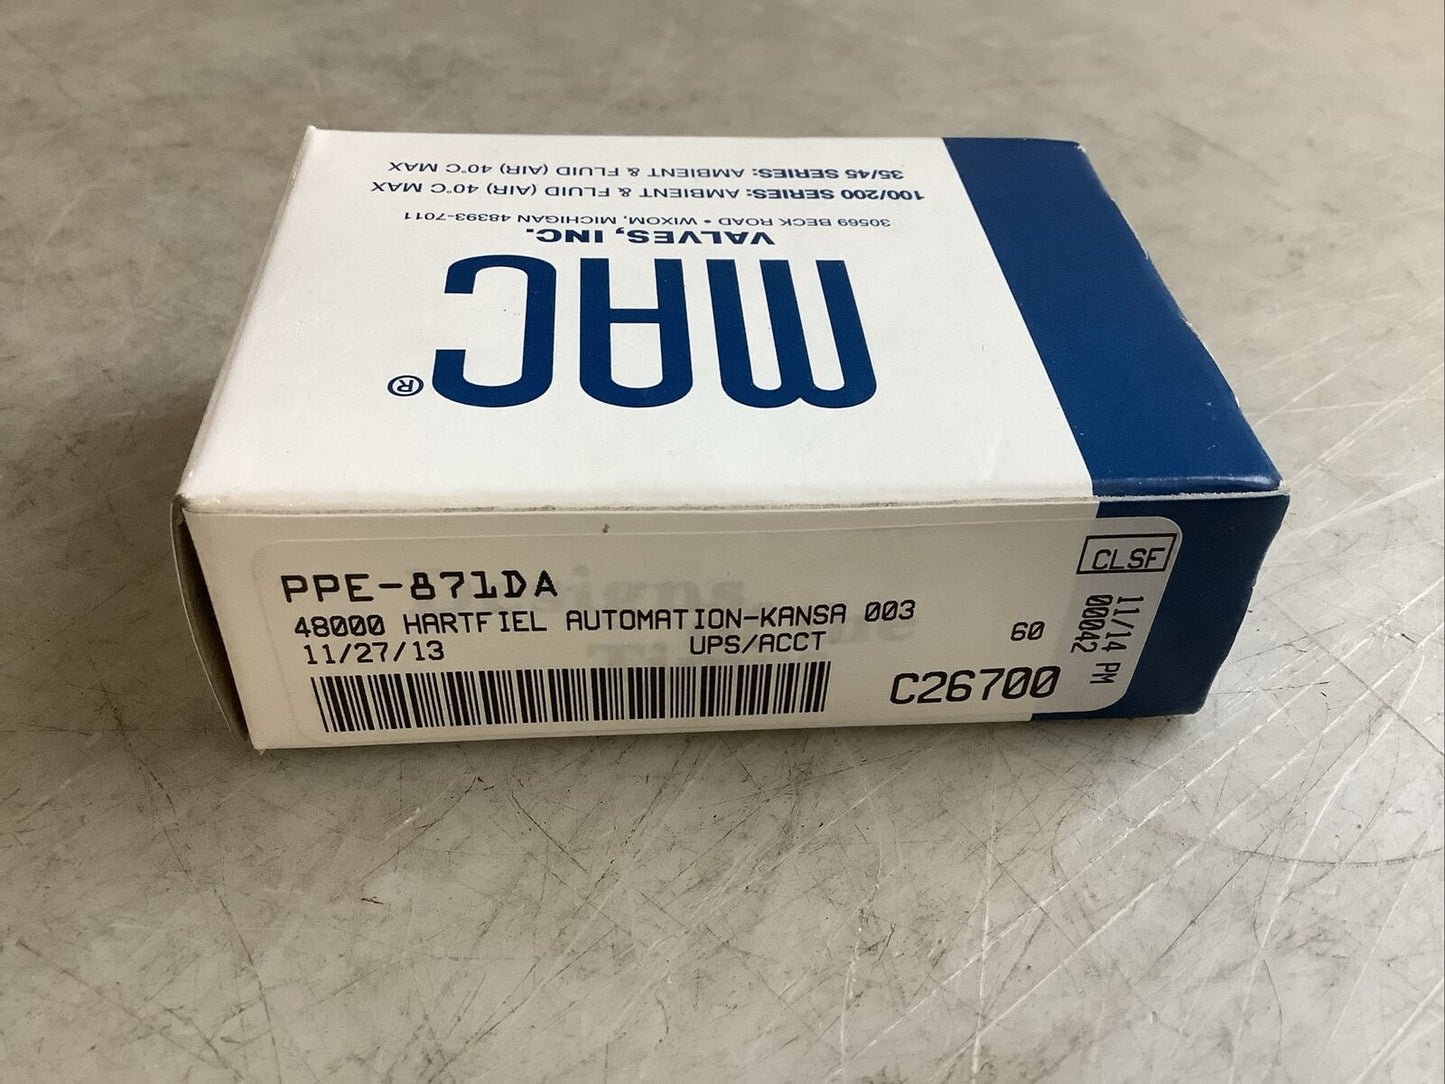 MAC®
VALVES, INC.
30569 BECK ROAD • WIXOM, MICHIGAN 48393-7011
100/200 SERIES: AMBIENT & FLUID (AIR) 40°C MAX
35/45 SERIES: AMBIENT & FLUID (AIR) 40°C MAX
PPE-871DA
48000 HARTFIEL AUTOMATION-KANSA 003
11/27/13 UPS/ACCT 60
C26700
CLSF
11/14 PM
00042